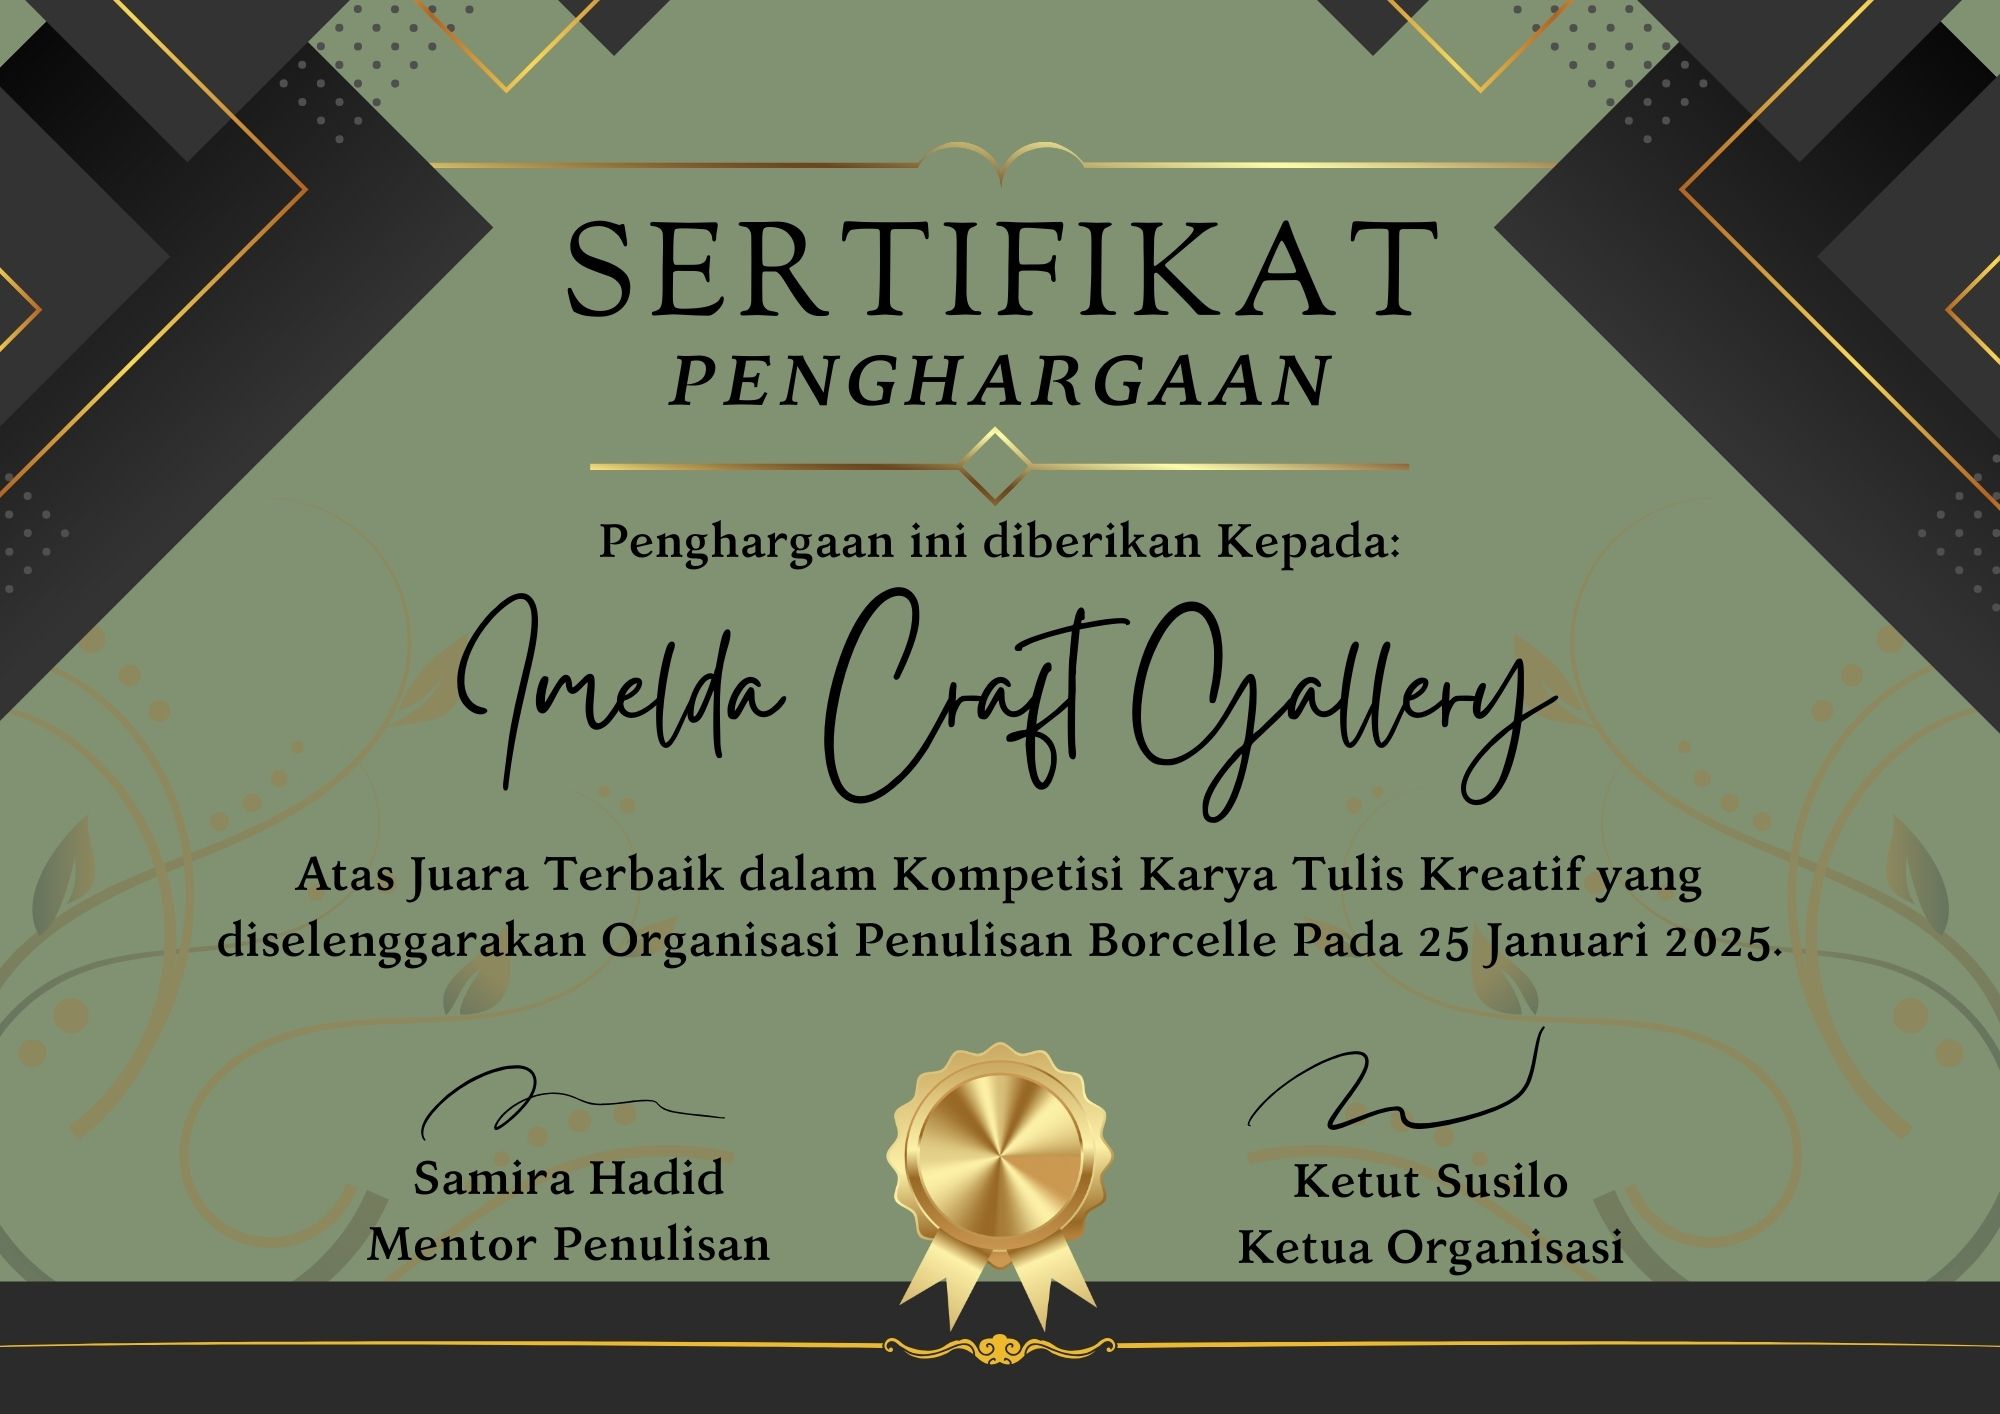 SERTIFIKAT
PENGHARGAAN
Penghargaan ini diberikan Kepada:
Imelda Craft Gallery
Atas Juara Terbaik dalam Kompetisi Karya Tulis Kreatif yang
diselenggarakan Organisasi Penulisan Borcelle Pada 25 Januari 2025.
Samira Hadid
Mentor Penulisan
Ketut Susilo
Ketua Organisasi